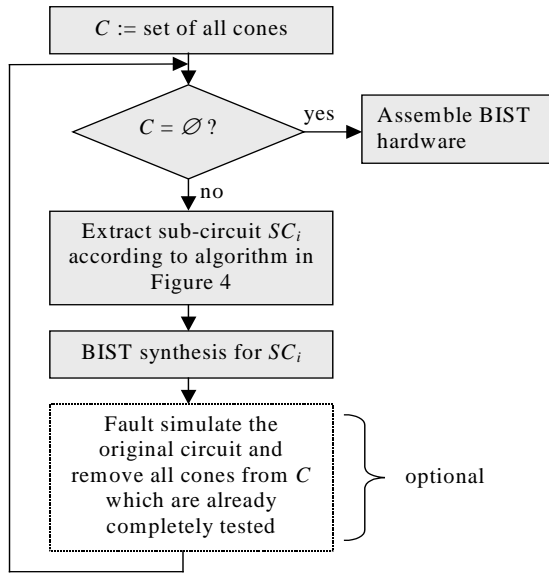 C := set of all cones
C = ∅ ?
yes
Assemble BIST
hardware
no
Extract sub-circuit SCi
according to algorithm in
Figure 4
BIST synthesis for SCi
Fault simulate the
original circuit and
remove all cones from C
which are already
completely tested
optional